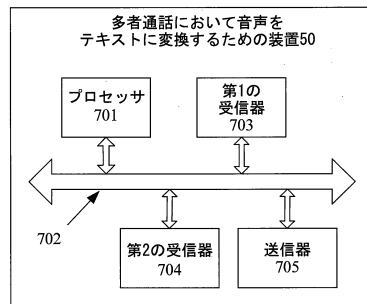 多者通話において音声を
テキストに変換するための装置50
プロセッサ
701
第1の
受信器
703
702
第2の受信器
704
送信器
705